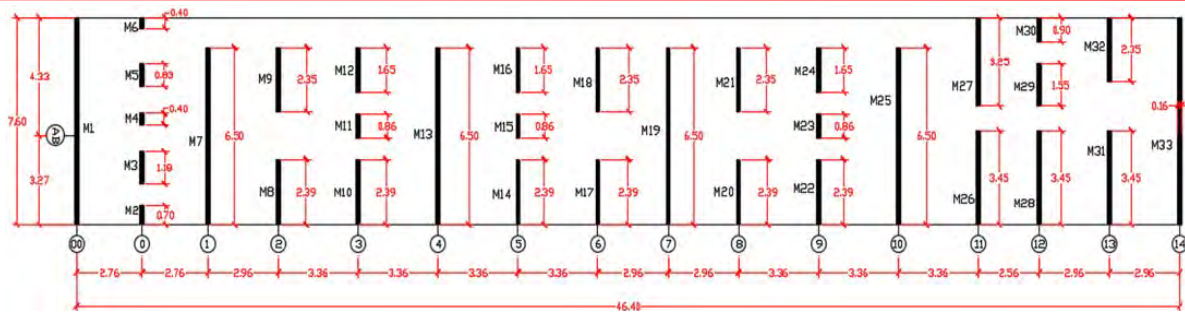 0.40
M6 M30 0.90 M32 2.35
M5 0.83 M9 2.35 M12 1.65 M16 1.65 M18 2.35 M21 2.35 M24 1.65 M27 3.25 M29 1.55
4.33
7.60
M1 M4 0.40 M7 6.50 M11 0.86 M13 6.50 M15 0.86 M19 6.50 M23 0.86 M25 6.50 0.16 M33
AB
3.27
M3 M8 2.39 M10 2.39 M14 2.39 M17 2.39 M20 2.39 M22 2.39 M26 3.45 M28 3.45 M31 3.45
M2 0.70
00 0 1 2 3 4 5 6 7 8 9 10 11 12 13 14
2.76 2.76 2.96 3.36 3.36 3.36 3.36 2.96 2.96 3.36 3.36 3.36 2.56 2.96 2.96
46.40